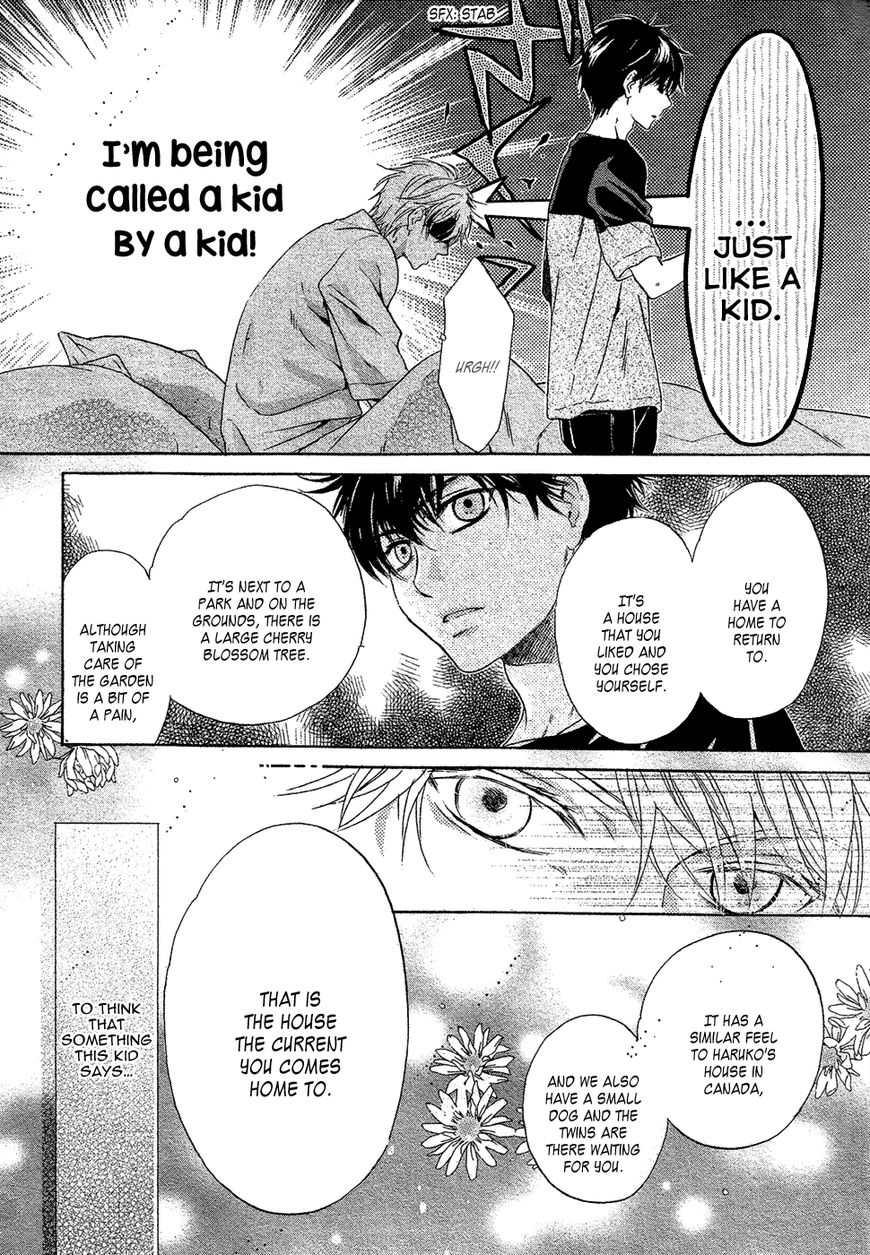 SFX: STAB
...
JUST
LIKE A
KID.
I'm being
called a kid
by a kid!
URGH!!
YOU
HAVE A
HOME TO
RETURN
TO.
IT'S
A HOUSE
THAT YOU
LIKED AND
YOU CHOSE
YOURSELF.
IT'S NEXT TO A
PARK AND ON THE
GROUNDS, THERE IS
A LARGE CHERRY
BLOSSOM TREE.
ALTHOUGH
TAKING
CARE OF
THE GARDEN
IS A BIT OF
A PAIN,
IT HAS A
SIMILAR FEEL
TO HARUKO'S
HOUSE IN
CANADA,
AND WE ALSO
HAVE A SMALL
DOG AND THE
TWINS ARE
THERE WAITING
FOR YOU.
THAT IS
THE HOUSE
THE CURRENT
YOU COMES
HOME TO.
TO THINK
THAT
SOMETHING
THIS KID
SAYS...